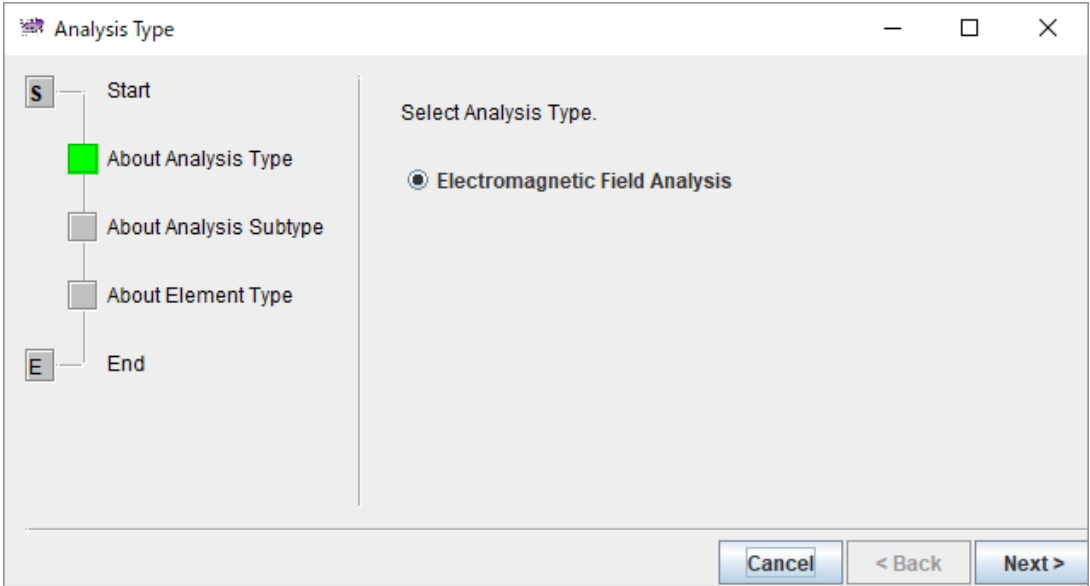 Analysis Type
S Start
About Analysis Type
About Analysis Subtype
About Element Type
E End
Select Analysis Type.
Electromagnetic Field Analysis
Cancel < Back Next >